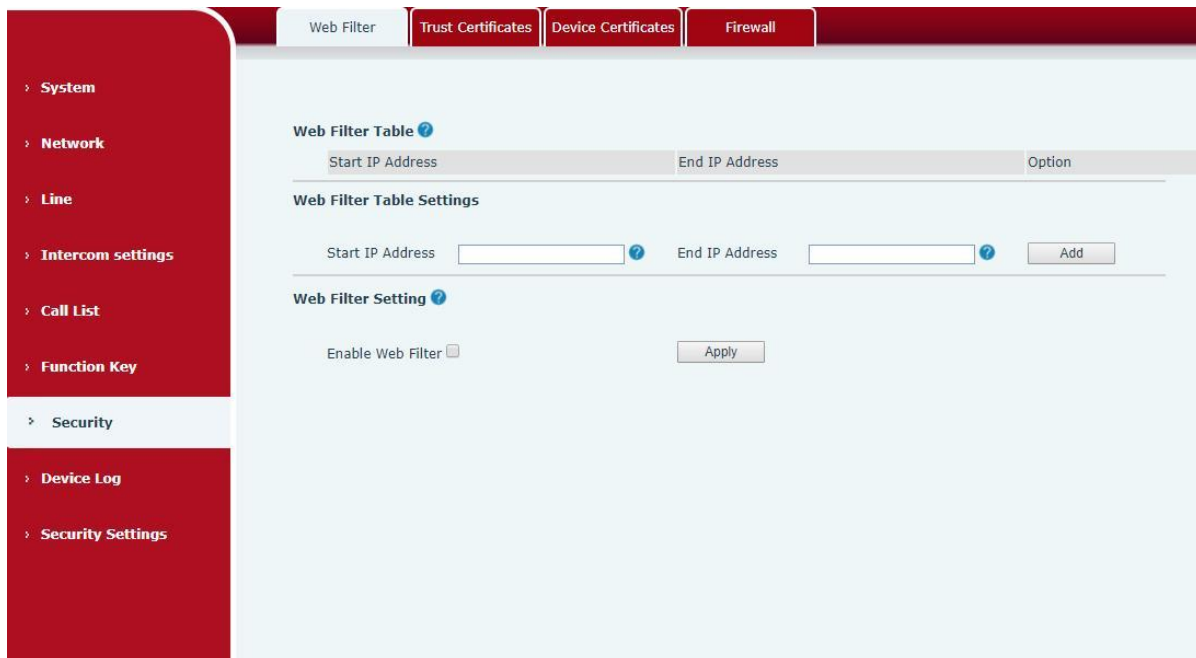 Web Filter Trust Certificates Device Certificates Firewall
System
Network
Line
Intercom settings
Call List
Function Key
Security
Device Log
Security Settings
Web Filter Table
Start IP Address End IP Address Option
Web Filter Table Settings
Start IP Address End IP Address Add
Web Filter Setting
Enable Web Filter Apply